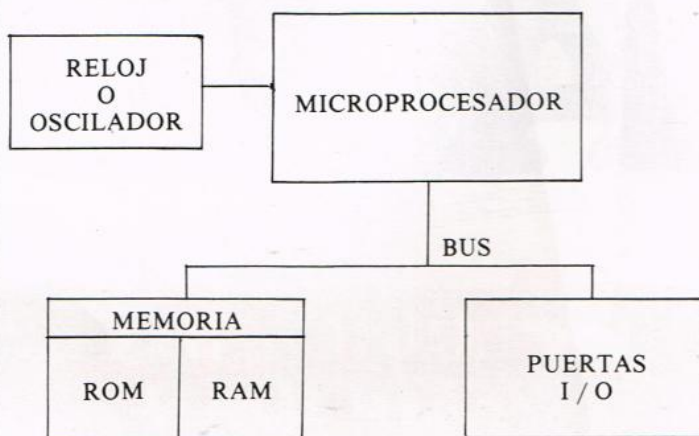 RELOJ
O
OSCILADOR
MICROPROCESADOR
BUS
MEMORIA
ROM RAM
PUERTAS
I / O